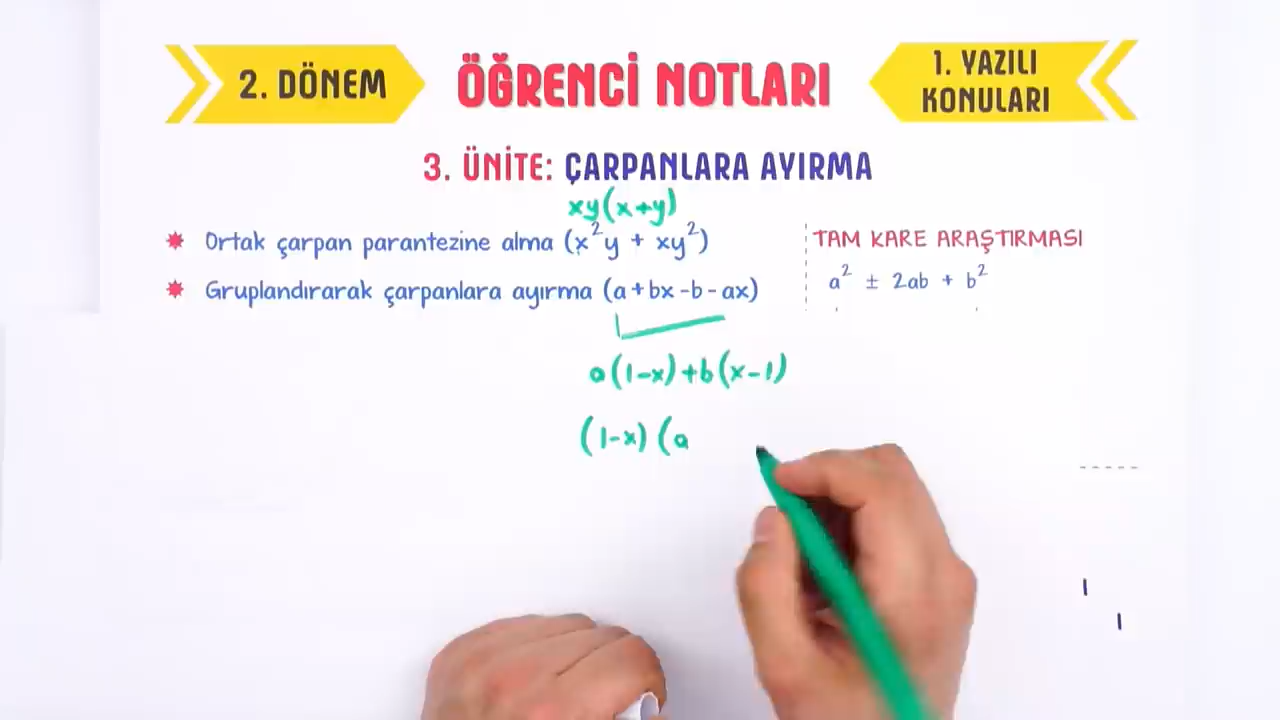 2. DÖNEM
ÖĞRENCİ NOTLARI
1. YAZILI
KONULARI
3. ÜNİTE: ÇARPANLARA AYIRMA
xy(x+y)
Ortak çarpan parantezine alma (x²y + xy²)
Gruplandırarak çarpanlara ayırma (a+bx-b-ax)
TAM KARE ARAŞTIRMASI
a² ± 2ab + b²
a(1-x)+b(x-1)
(1-x)(a